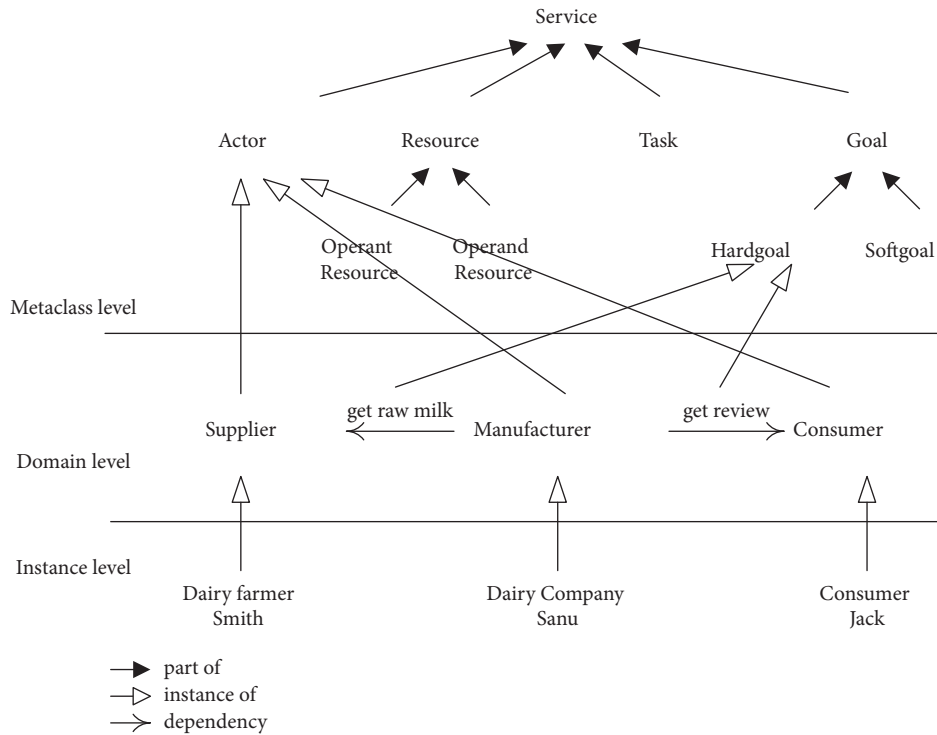 Service
Actor
Resource
Task
Goal
Operant
Resource
Operand
Resource
Hardgoal
Softgoal
Metaclass level
get raw milk
get review
Supplier
Manufacturer
Consumer
Domain level
Instance level
Dairy farmer
Smith
Dairy Company
Sanu
Consumer
Jack
part of
instance of
dependency